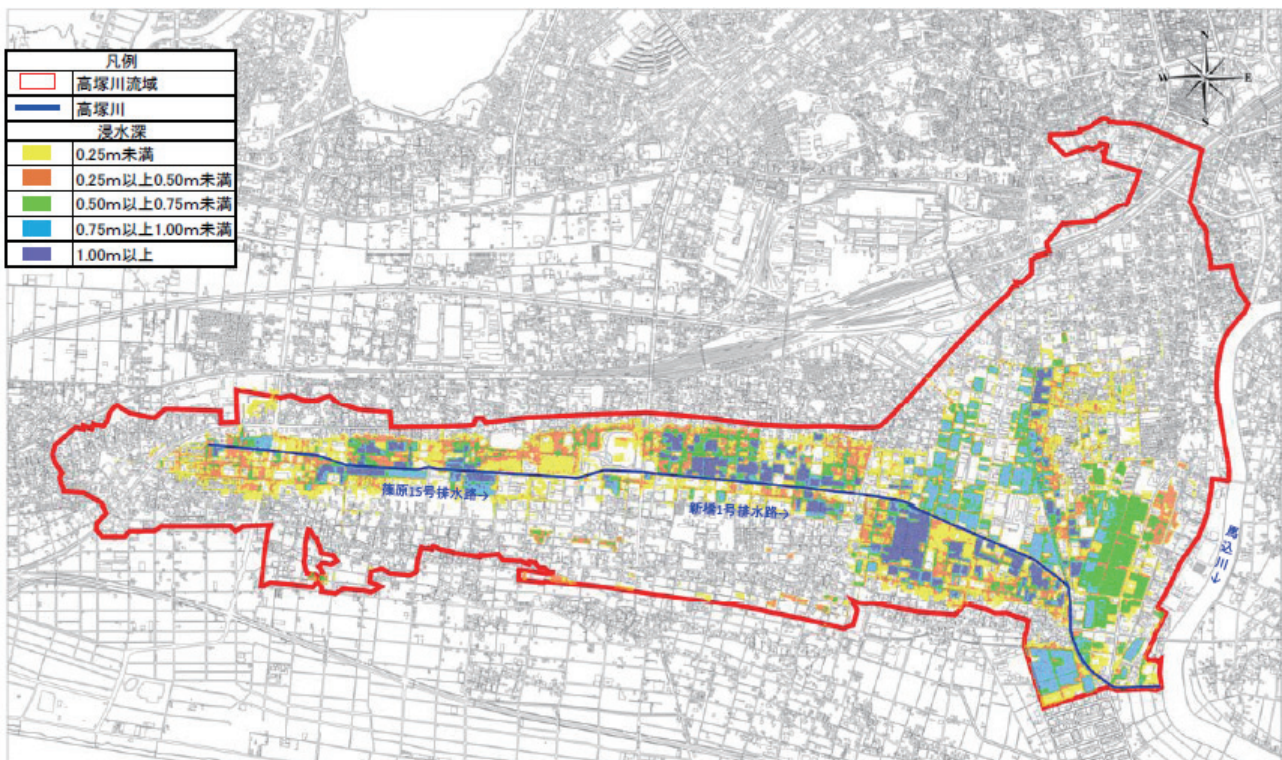 凡例
高塚川流域
高塚川
浸水深
0.25m未満
0.25m以上0.50m未満
0.50m以上0.75m未満
0.75m以上1.00m未満
1.00m以上
N
W E
S
篠原15号排水路→
新橋1号排水路→
馬込川→